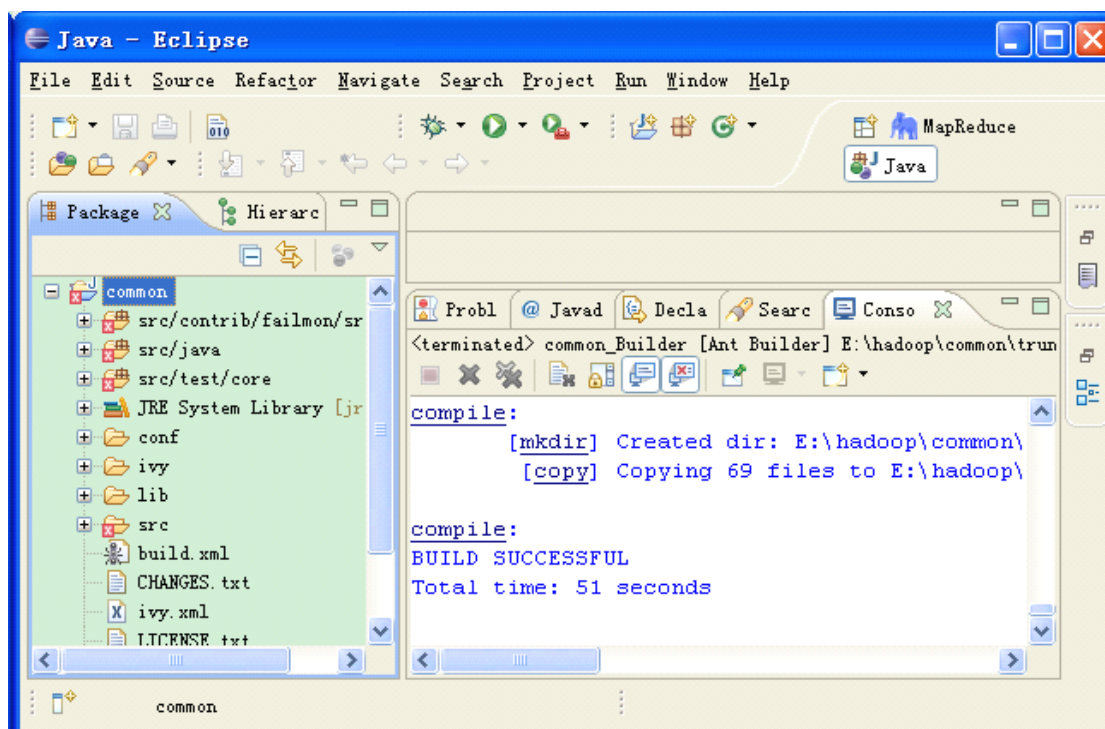 Java - Eclipse
File Edit Source Refactor Navigate Search Project Run Window Help
010
MapReduce
Java
Package Hierarc
common
src/contrib/failmon/sr
src/java
src/test/core
JRE System Library [jr
conf
ivy
lib
src
build.xml
CHANGES.txt
ivy.xml
LICENSE.txt
Probl @ Javad Decla Searc Conso
<terminated> common_Builder [Ant Builder] E:\hadoop\common\trun
compile:
[mkdir] Created dir: E:\hadoop\common\
[copy] Copying 69 files to E:\hadoop\
compile:
BUILD SUCCESSFUL
Total time: 51 seconds
common